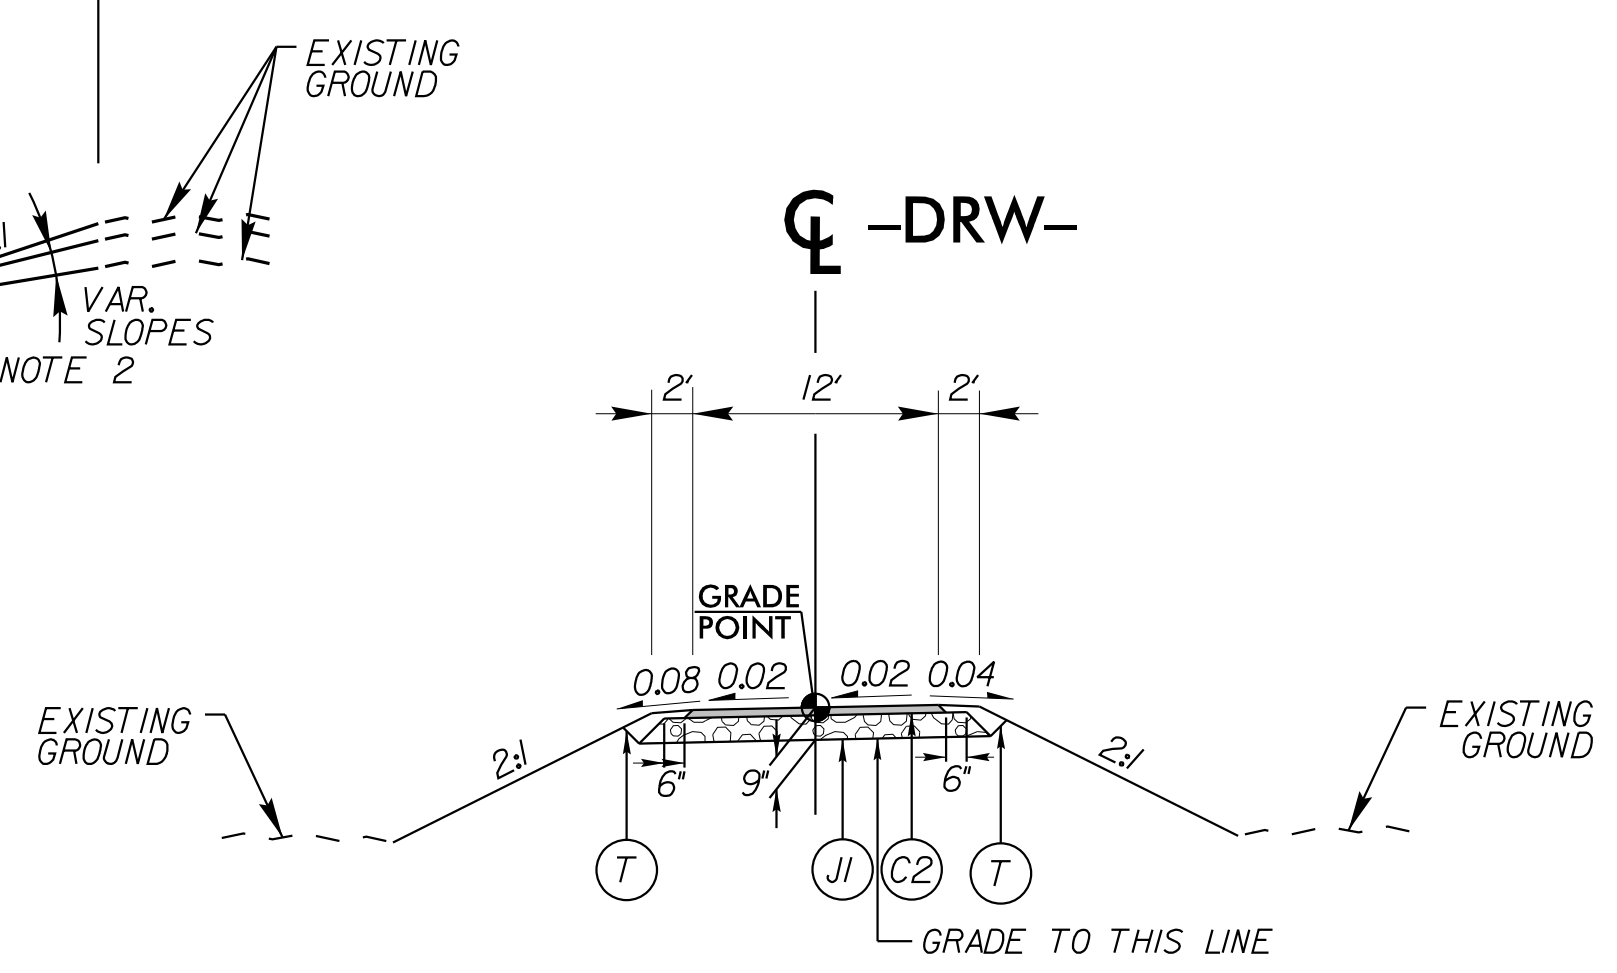 EXISTING
GROUND
VAR.
SLOPES
NOTE 2
℄ -DRW-
2' 12' 2'
GRADE
POINT
0.08 0.02 0.02 0.04
EXISTING
GROUND
EXISTING
GROUND
2:1
2:1
6" 9" 6"
T J1 C2 T
GRADE TO THIS LINE